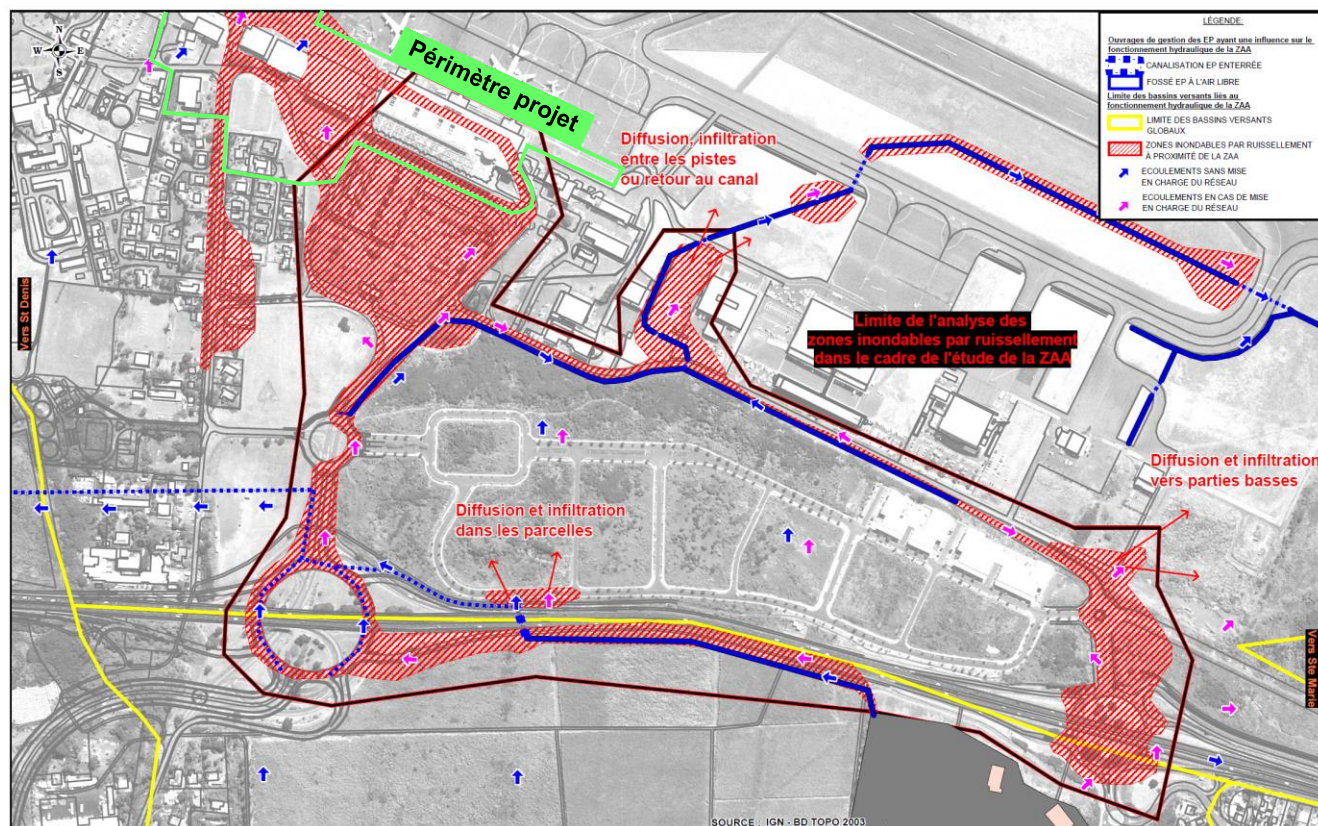 N
W E
S
Périmètre projet
Diffusion, infiltration
entre les pistes
ou retour au canal
LÉGENDE:
Ouvrages de gestion des EP ayant une influence sur le
fonctionnement hydraulique de la ZAA
CANALISATION EP ENTERRÉE
FOSSÉ EP À L'AIR LIBRE
Limite des bassins versants liés au
fonctionnement hydraulique de la ZAA
LIMITE DES BASSINS VERSANTS
GLOBAUX
ZONES INONDABLES PAR RUISSELLEMENT
À PROXIMITÉ DE LA ZAA
ECOULEMENTS SANS MISE
EN CHARGE DU RÉSEAU
ECOULEMENTS EN CAS DE MISE
EN CHARGE DU RÉSEAU
Vers St Denis
Limite de l'analyse des
zones inondables par ruissellement
dans le cadre de l'étude de la ZAA
Diffusion et infiltration
vers parties basses
Diffusion et infiltration
dans les parcelles
Vers Ste Marie
SOURCE : IGN - BD TOPO 2003